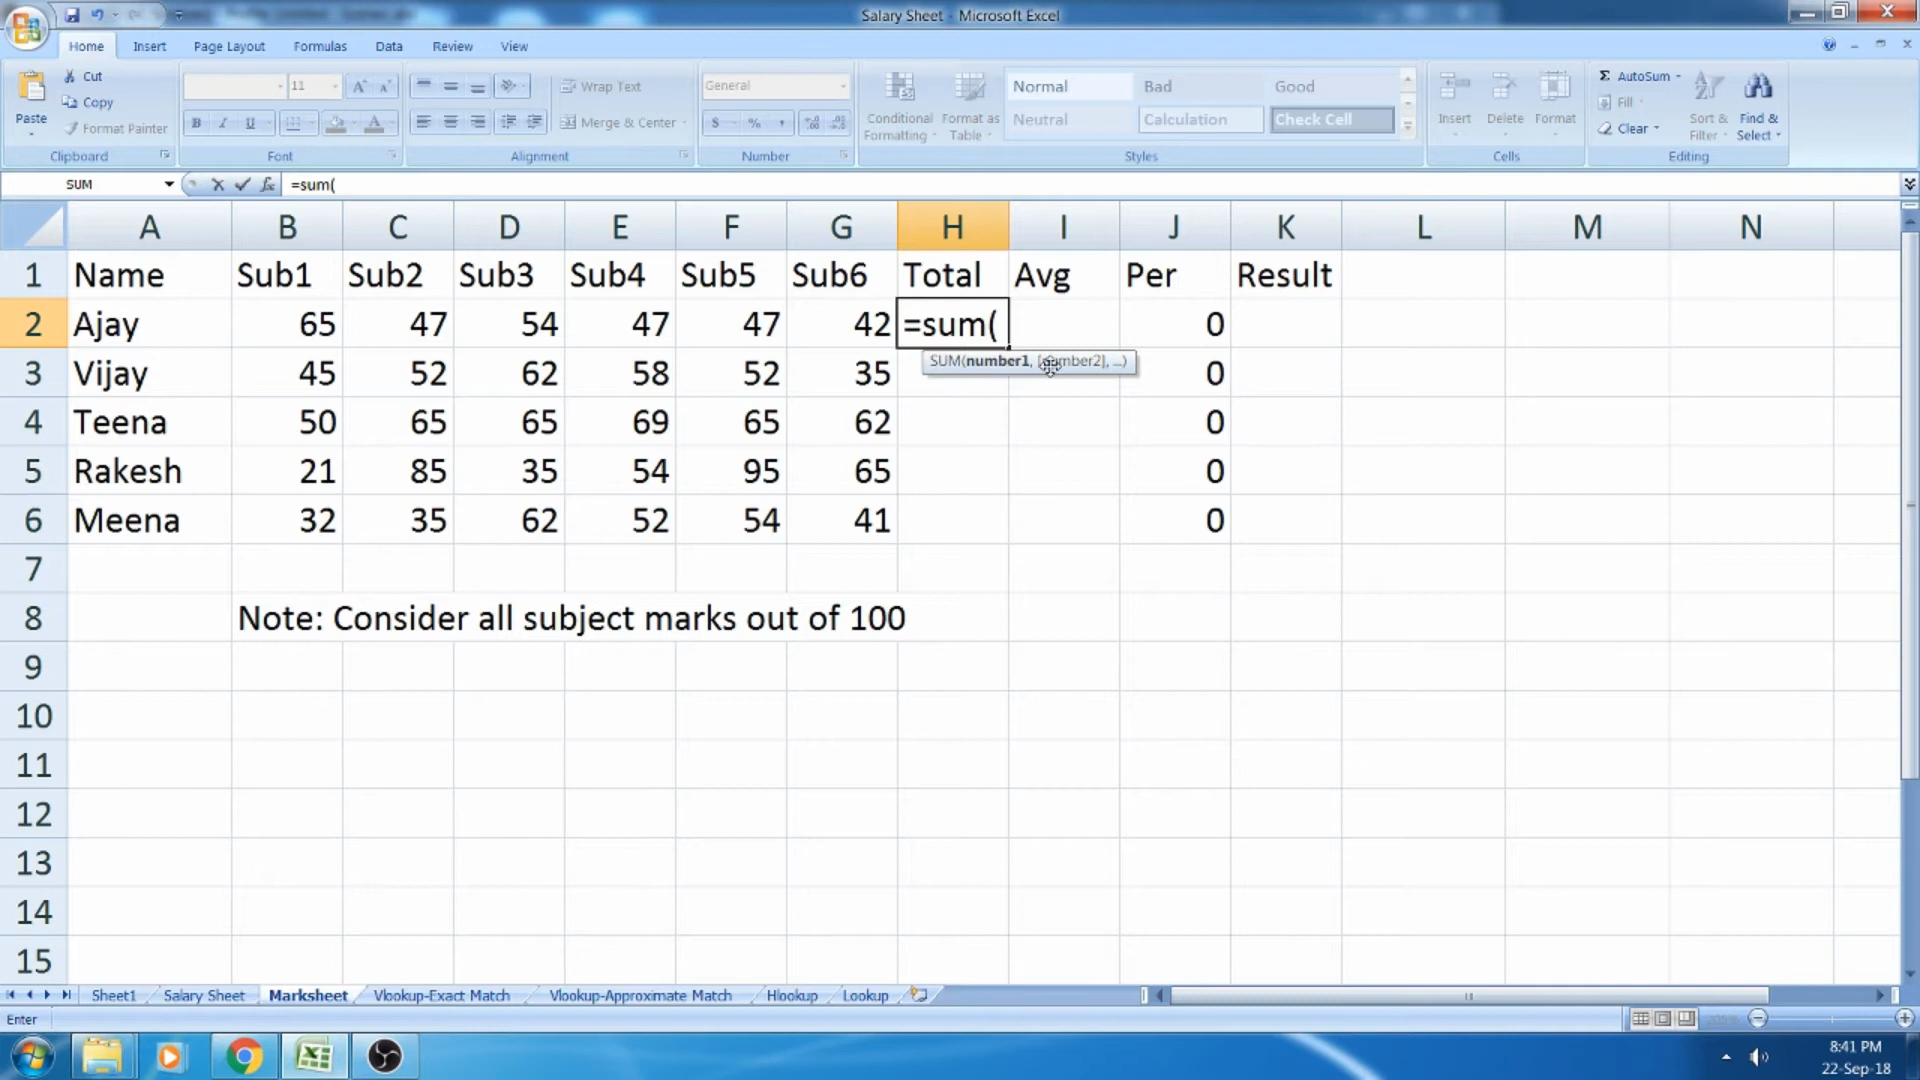 Salary Sheet - Microsoft Excel
Home Insert Page Layout Formulas Data Review View
Paste
Cut
Copy
Format Painter
Clipboard
11
Font
Wrap Text
Merge & Center
Alignment
General
Number
Conditional Formatting
Format as Table
Normal Bad Good
Neutral Calculation Check Cell
Styles
Insert Delete Format
Cells
Σ AutoSum
Fill
Clear
Sort & Filter
Find & Select
Editing
SUM =sum(
A B C D E F G H I J K L M N
1 Name Sub1 Sub2 Sub3 Sub4 Sub5 Sub6 Total Avg Per Result
2 Ajay 65 47 54 47 47 42 =sum( 0
SUM(number1, [number2], ...)
3 Vijay 45 52 62 58 52 35 0
4 Teena 50 65 65 69 65 62 0
5 Rakesh 21 85 35 54 95 65 0
6 Meena 32 35 62 52 54 41 0
7
8 Note: Consider all subject marks out of 100
9
10
11
12
13
14
15
Sheet1 Salary Sheet Marksheet Vlookup-Exact Match Vlookup-Approximate Match Hlookup Lookup
Enter
8:41 PM
22-Sep-18